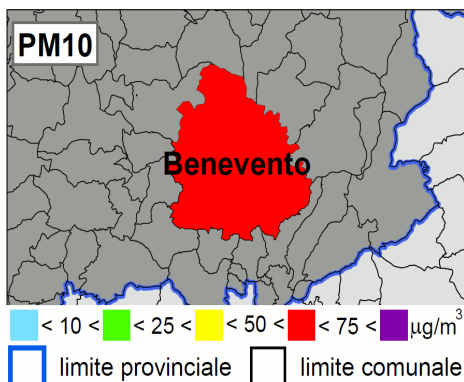 PM10
Benevento
< 10 < < 25 < < 50 < < 75 < μg/m³
limite provinciale limite comunale